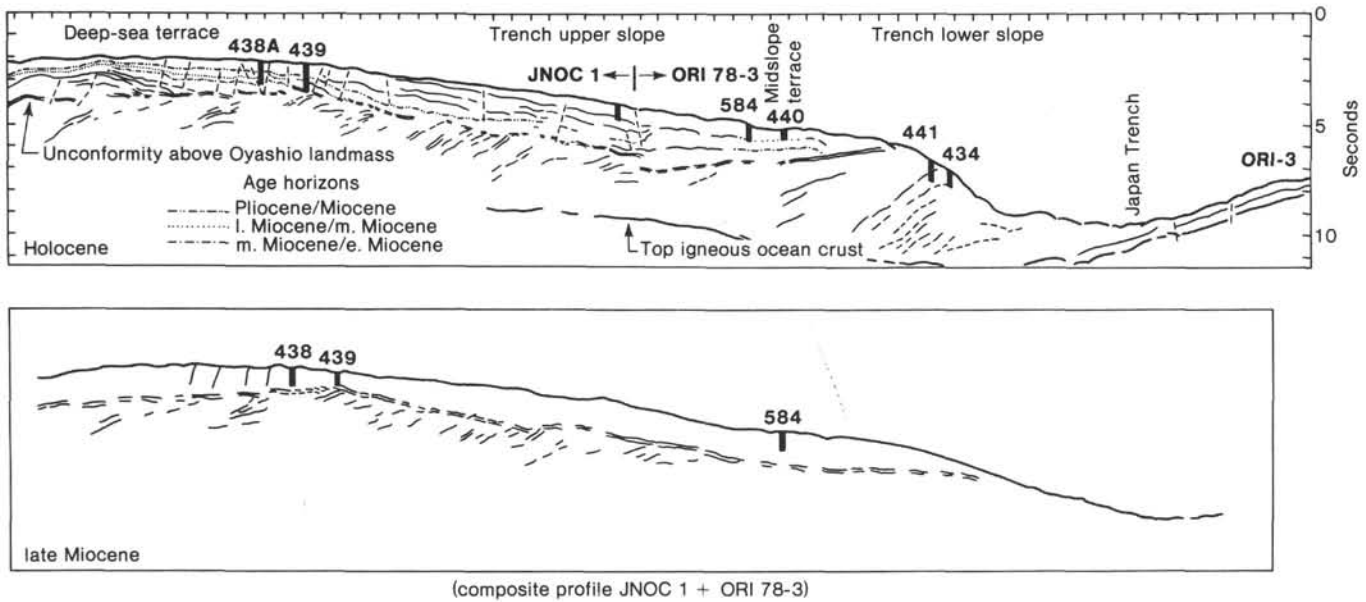 0
Deep-sea terrace
Trench upper slope
Midslope terrace
Trench lower slope
438A
439
JNOC 1
ORI 78-3
584
440
441
434
Japan Trench
ORI-3
5
Seconds
10
Unconformity above Oyashio landmass
Age horizons
Pliocene/Miocene
l. Miocene/m. Miocene
m. Miocene/e. Miocene
Top igneous ocean crust
Holocene
438
439
584
late Miocene
(composite profile JNOC 1 + ORI 78-3)